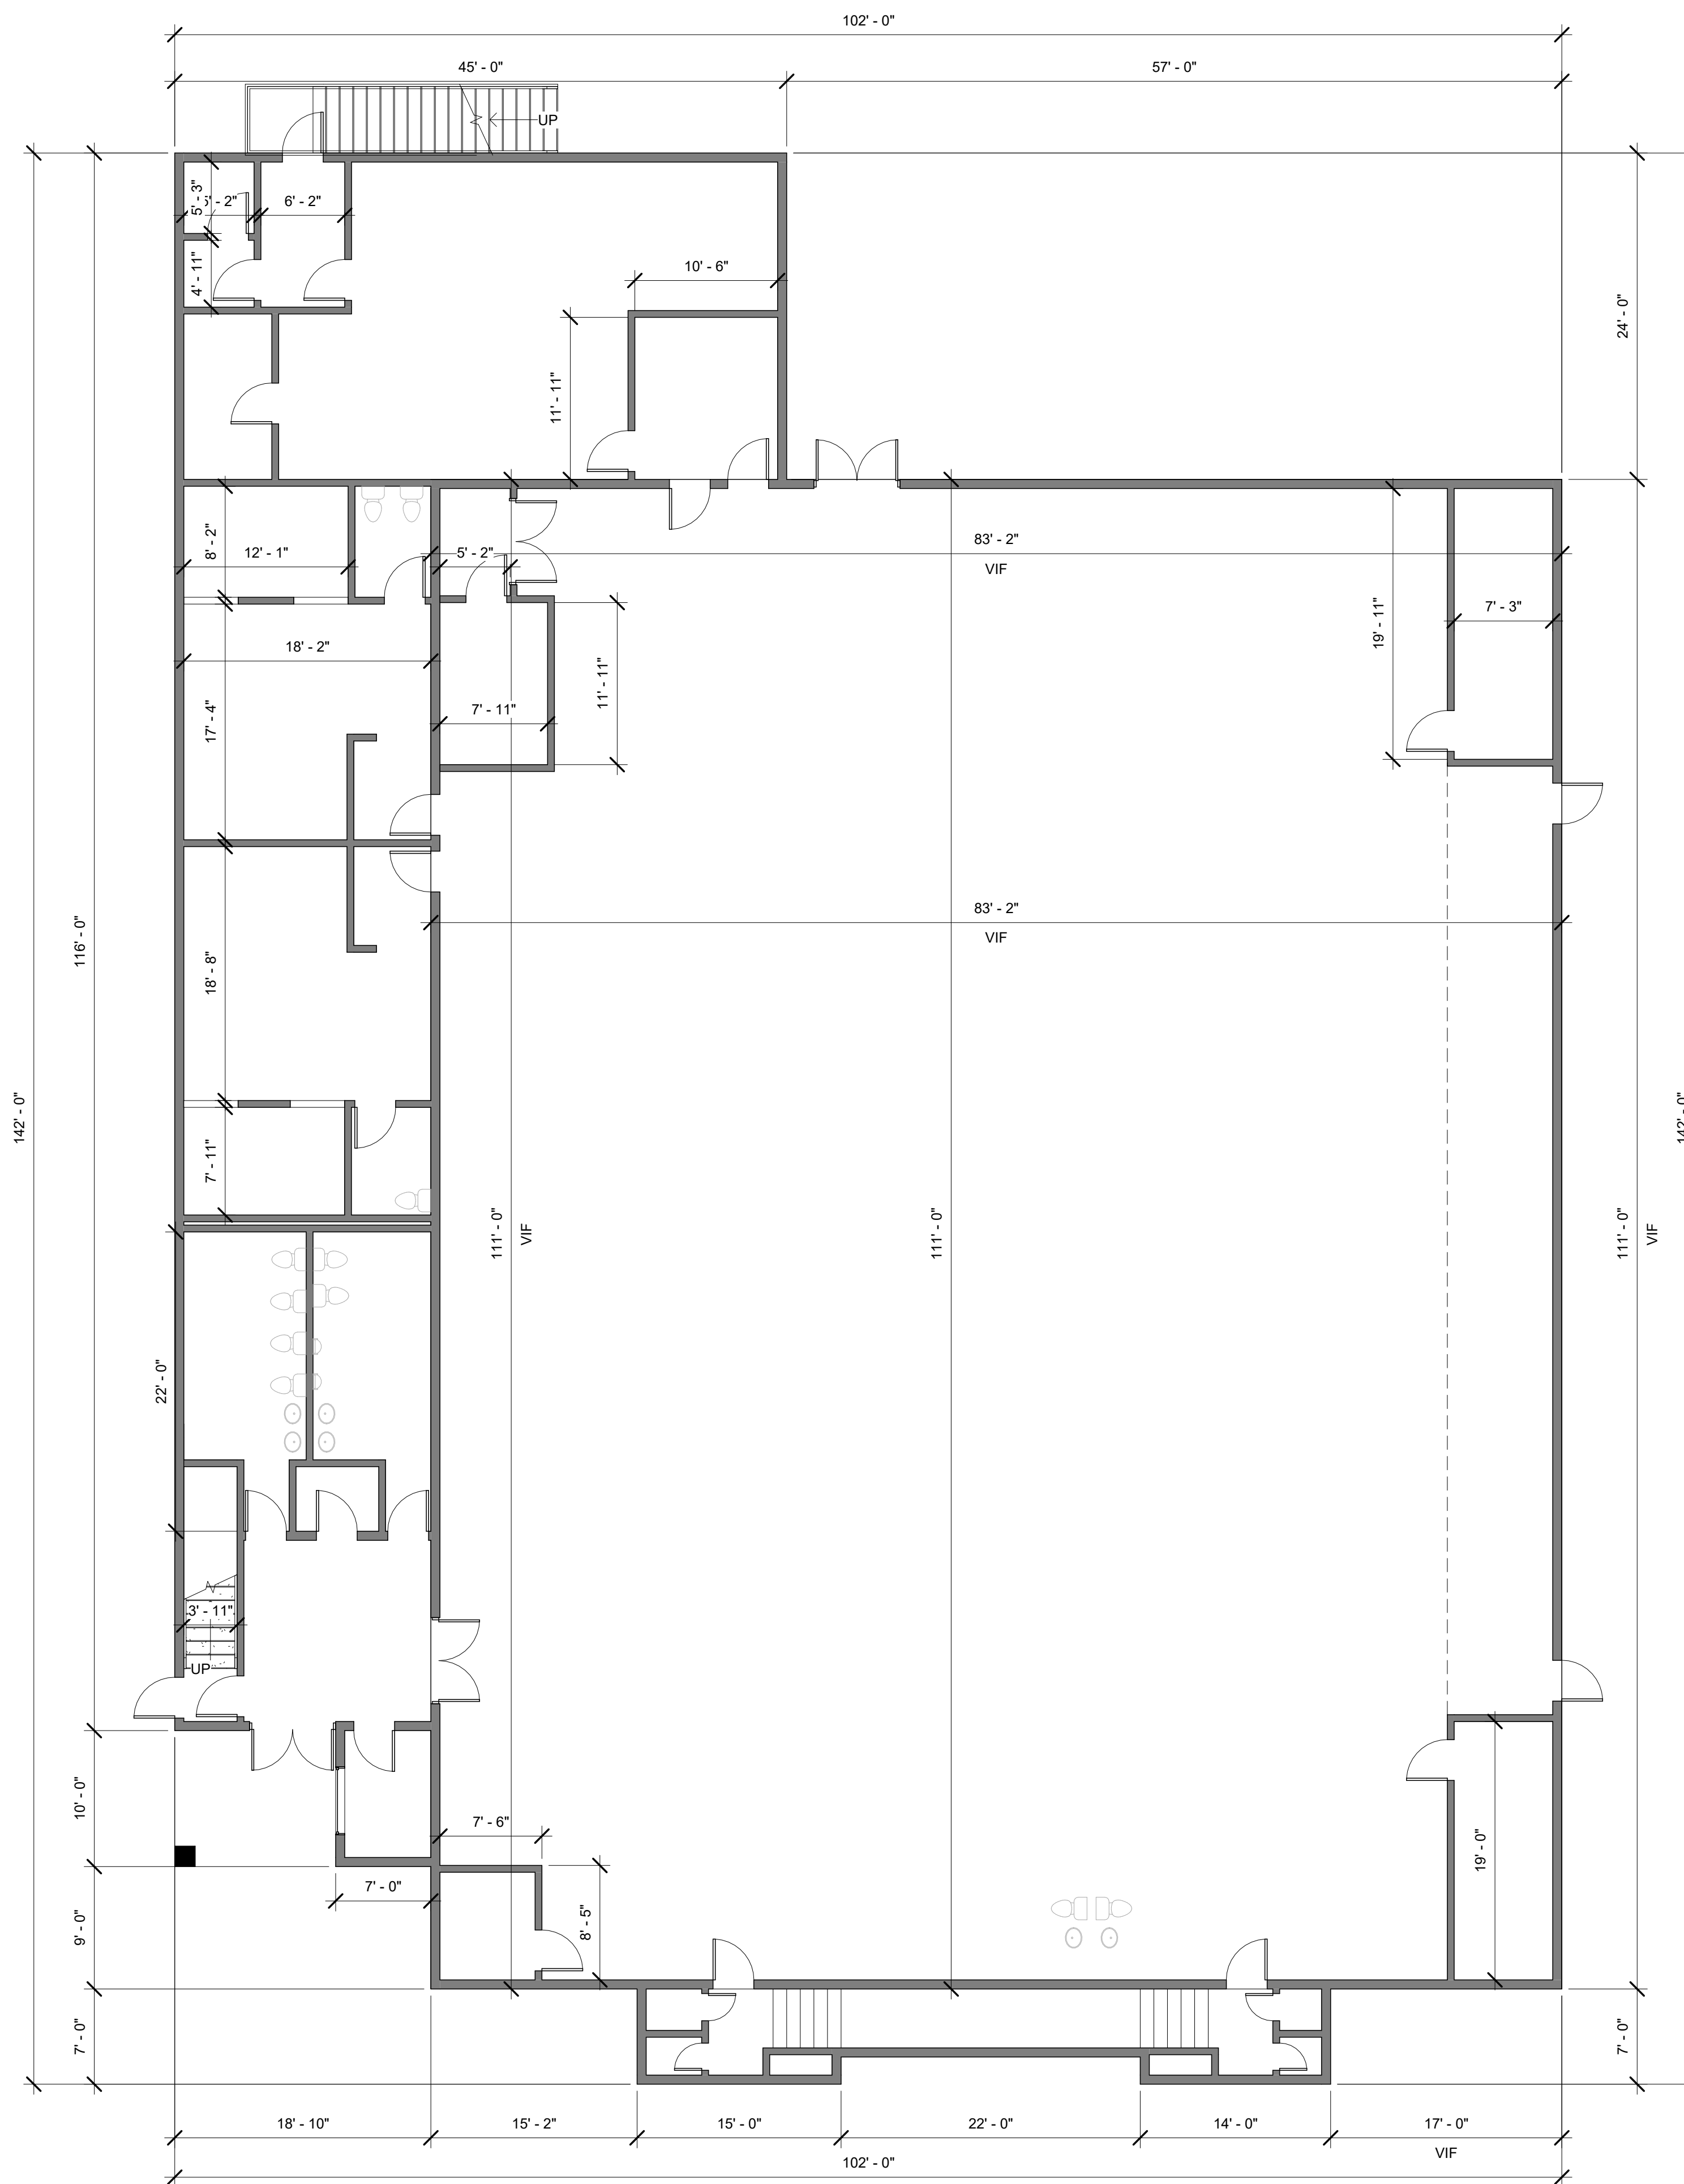 102' - 0"
45' - 0"
57' - 0"
UP
5' - 3"
6' - 2"
4' - 11"
10' - 6"
24' - 0"
11' - 11"
8' - 2"
12' - 1"
5' - 2"
83' - 2"
VIF
19' - 11"
7' - 3"
18' - 2"
17' - 4"
7' - 11"
11' - 11"
116' - 0"
83' - 2"
VIF
18' - 8"
142' - 0"
142' - 0"
7' - 11"
111' - 0"
VIF
111' - 0"
111' - 0"
VIF
22' - 0"
3' - 11"
UP
10' - 0"
7' - 6"
7' - 0"
8' - 5"
19' - 0"
9' - 0"
7' - 0"
7' - 0"
18' - 10"
15' - 2"
15' - 0"
22' - 0"
14' - 0"
17' - 0"
VIF
102' - 0"